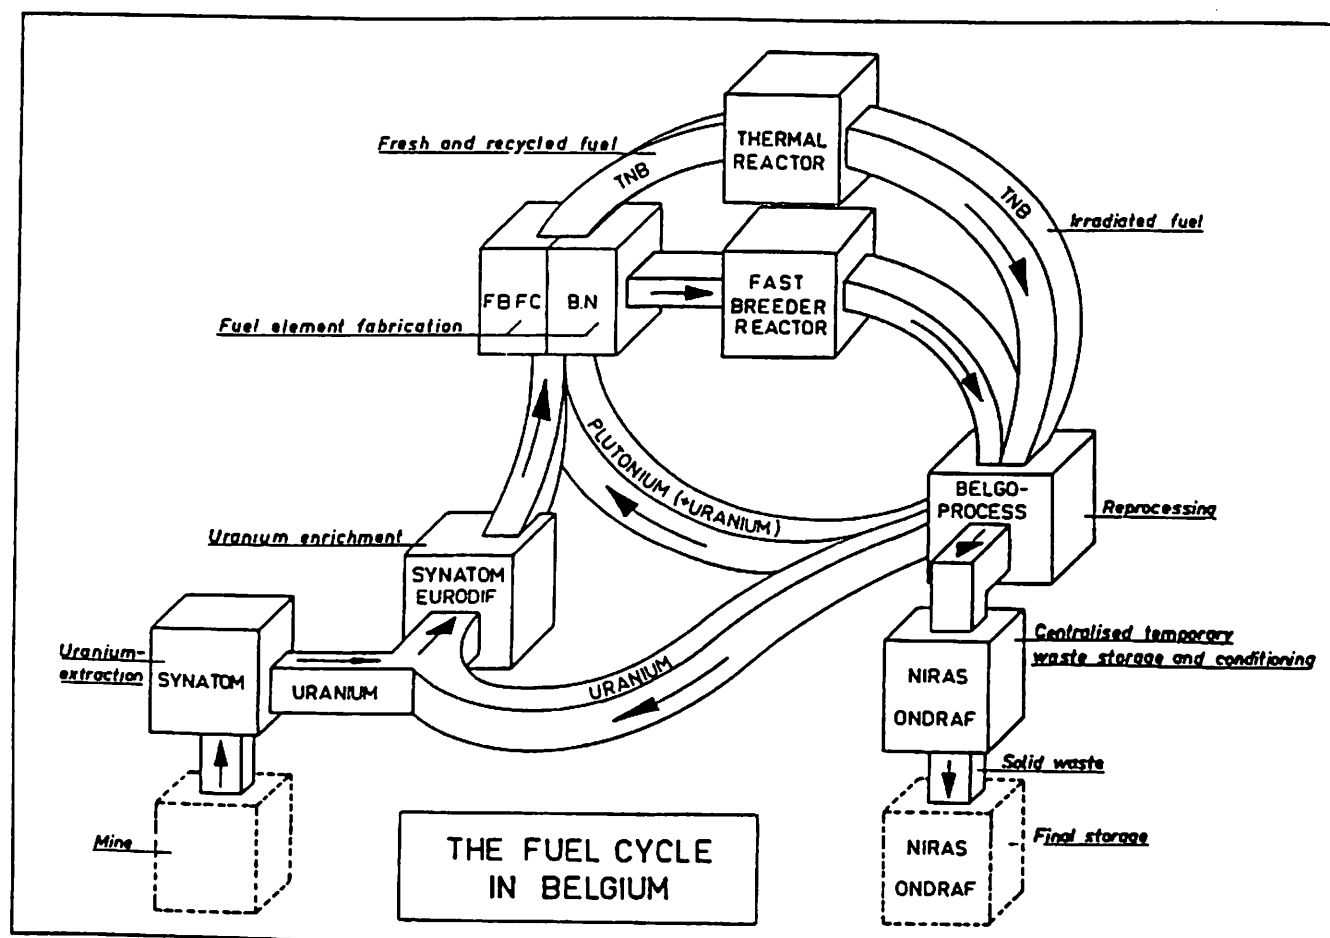 THERMAL
REACTOR
Fresh and recycled fuel
TNB
TNB
Irradiated fuel
FBFC
B.N
FAST
BREEDER
REACTOR
Fuel element fabrication
PLUTONIUM (+URANIUM)
BELGO-
PROCESS
Reprocessing
Uranium enrichment
SYNATOM
EURODIF
Uranium-
extraction
SYNATOM
URANIUM
URANIUM
Centralised temporary
waste storage and conditioning
NIRAS
ONDRAF
Solid waste
Mine
THE FUEL CYCLE
IN BELGIUM
NIRAS
ONDRAF
Final storage